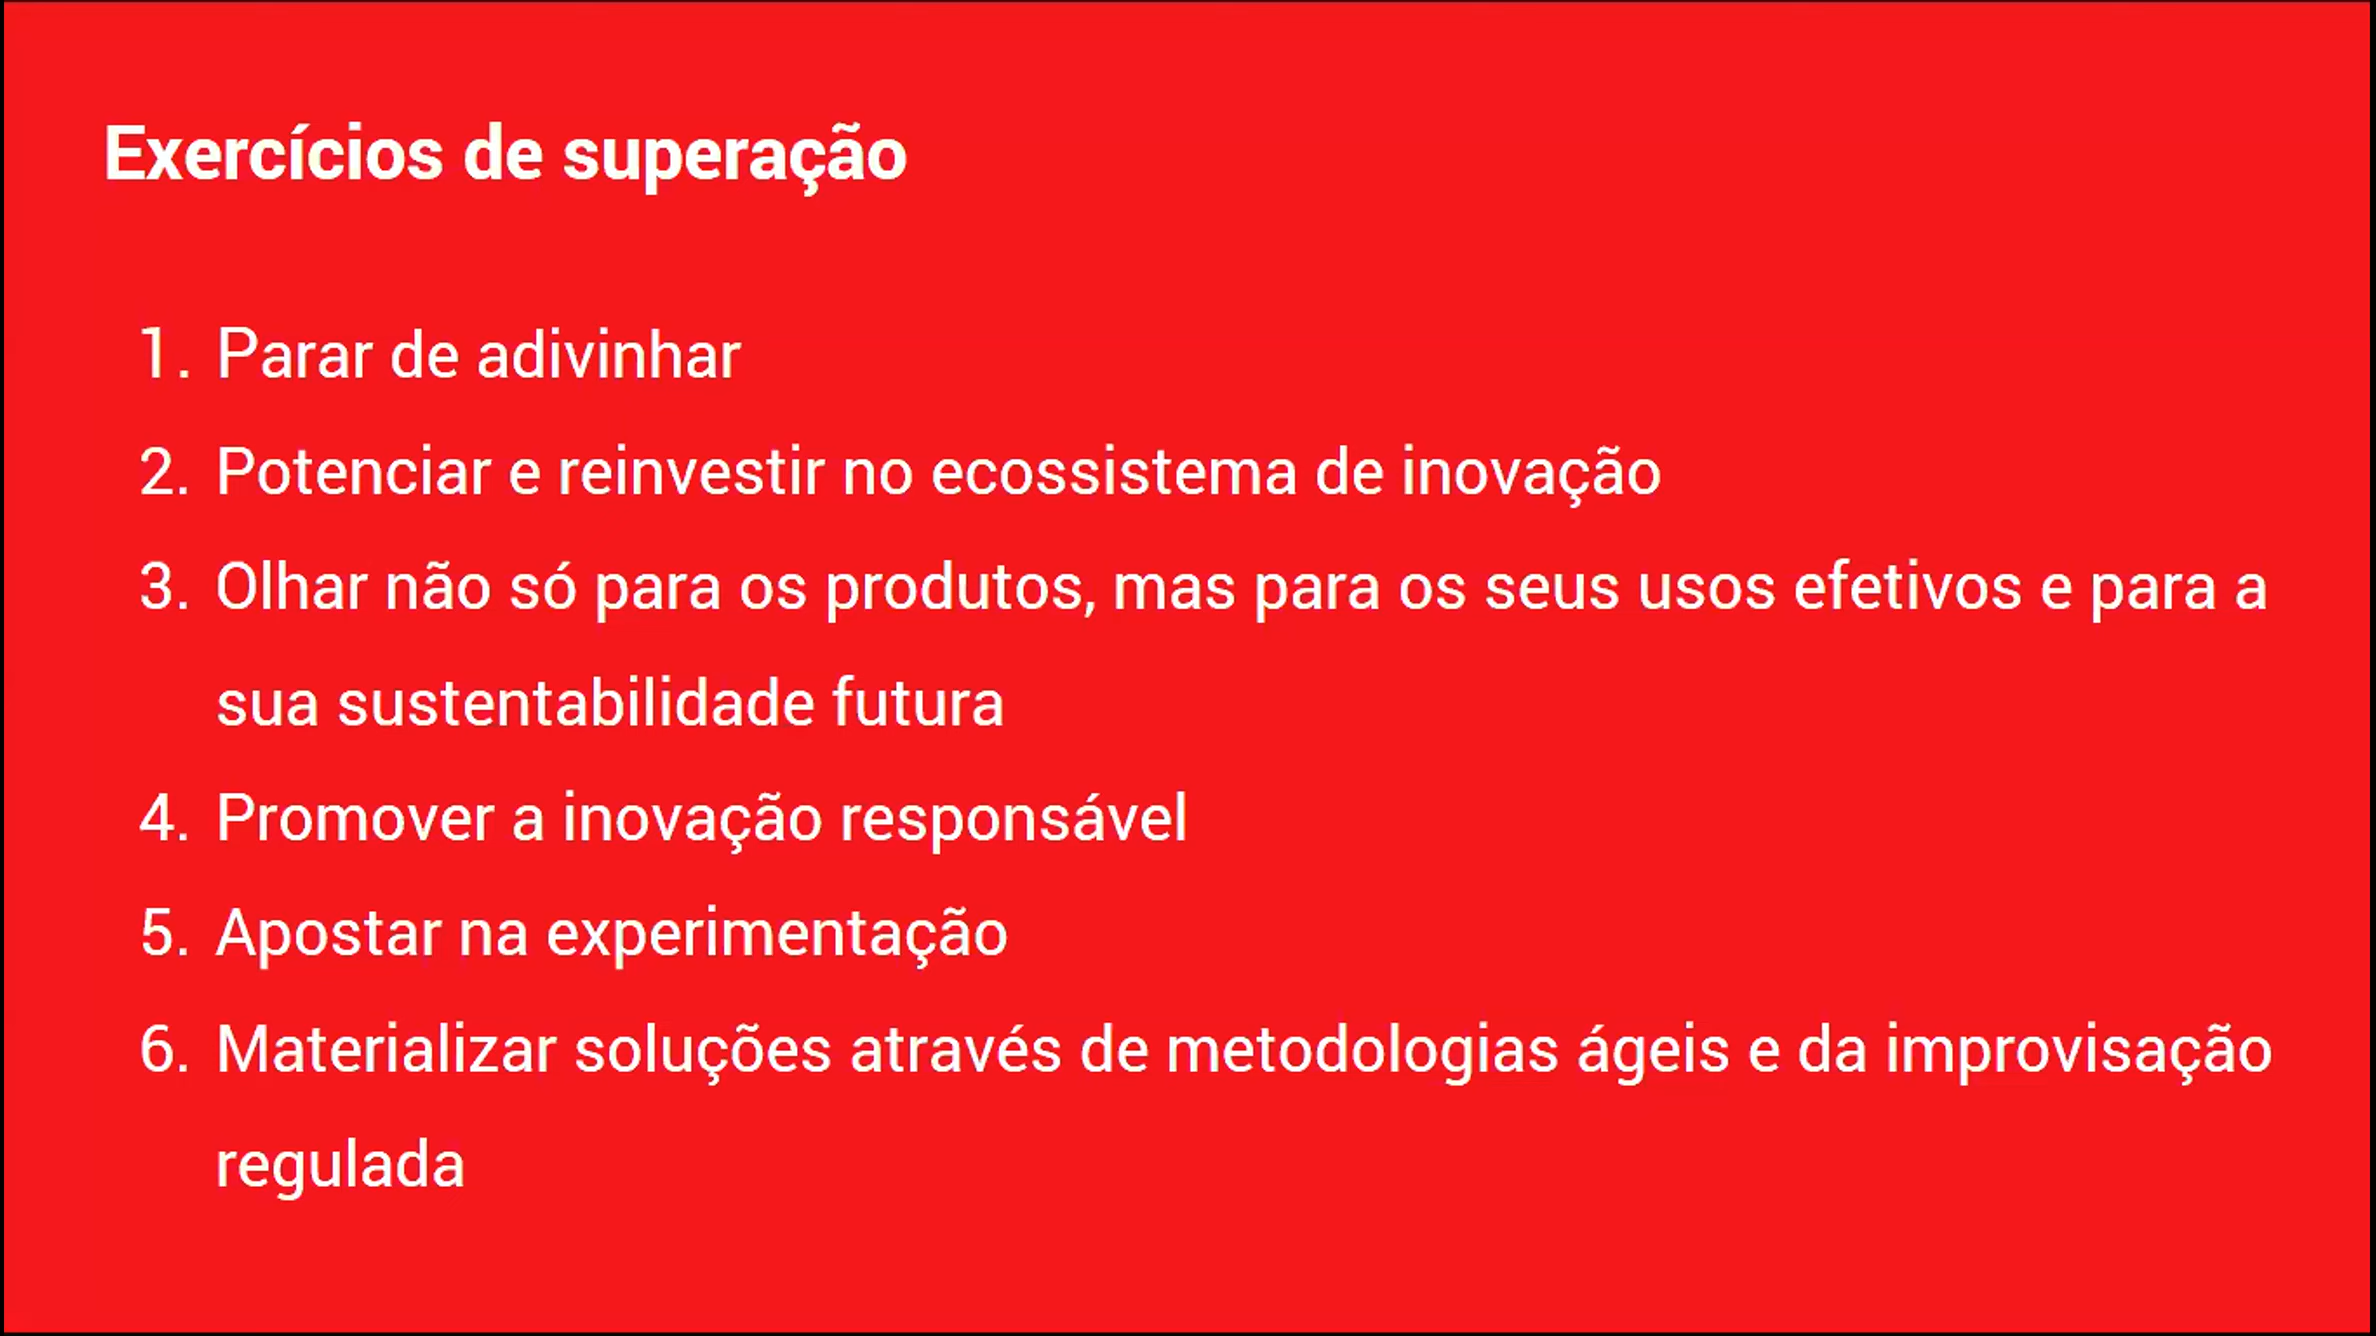 Exercícios de superação
1. Parar de adivinhar
2. Potenciar e reinvestir no ecossistema de inovação
3. Olhar não só para os produtos, mas para os seus usos efetivos e para a
sua sustentabilidade futura
4. Promover a inovação responsável
5. Apostar na experimentação
6. Materializar soluções através de metodologias ágeis e da improvisação
regulada